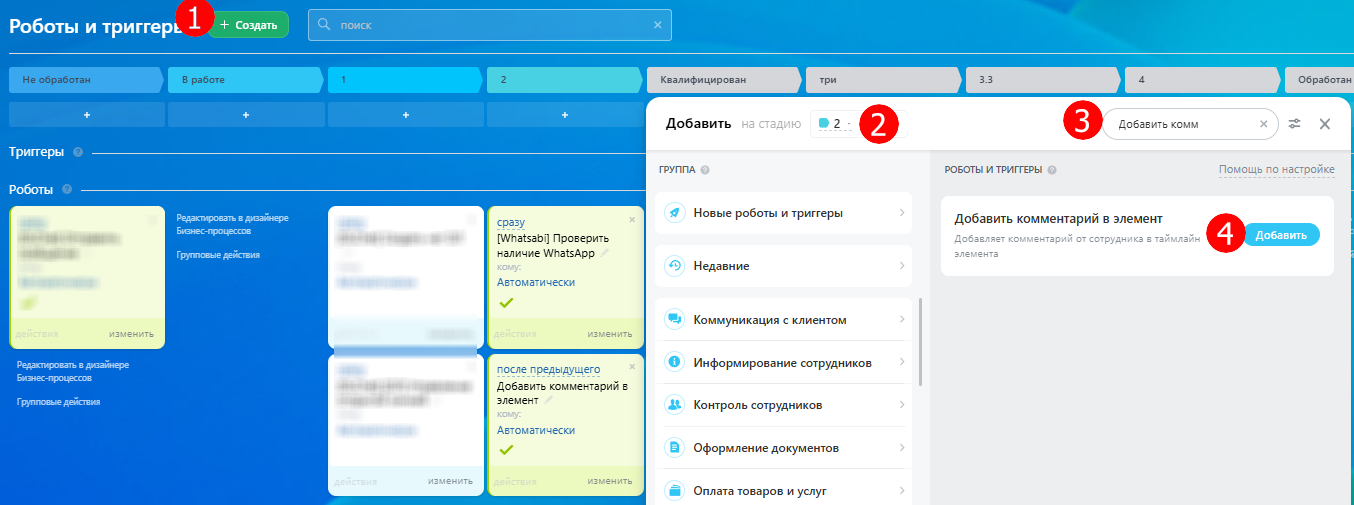 Роботы и триггеры
1
+ Создать
поиск
Не обработан
В работе
1
2
Квалифицирован
три
3.3
4
Обработан
+
+
+
+
Добавить на стадию 2
2
3
Добавить комм
Триггеры
Роботы
ГРУППА
РОБОТЫ И ТРИГГЕРЫ
Помощь по настройке
Новые роботы и триггеры
Недавние
Коммуникация с клиентом
Информирование сотрудников
Контроль сотрудников
Оформление документов
Оплата товаров и услуг
Добавить комментарий в элемент
Добавляет комментарий от сотрудника в таймлайн
элемента
4
Добавить
действия
изменить
Редактировать в дизайнере
Бизнес-процессов
Групповые действия
Редактировать в дизайнере
Бизнес-процессов
Групповые действия
действия
изменить
сразу
[Whatsabi] Проверить
наличие WhatsApp
кому:
Автоматически
действия
изменить
после предыдущего
Добавить комментарий в
элемент
кому:
Автоматически
действия
изменить